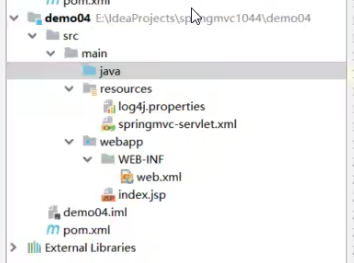 pom.xml
demo04 E:\IdeaProjects\springmvc1044\demo04
src
main
java
resources
log4j.properties
springmvc-servlet.xml
webapp
WEB-INF
web.xml
index.jsp
demo04.iml
pom.xml
External Libraries